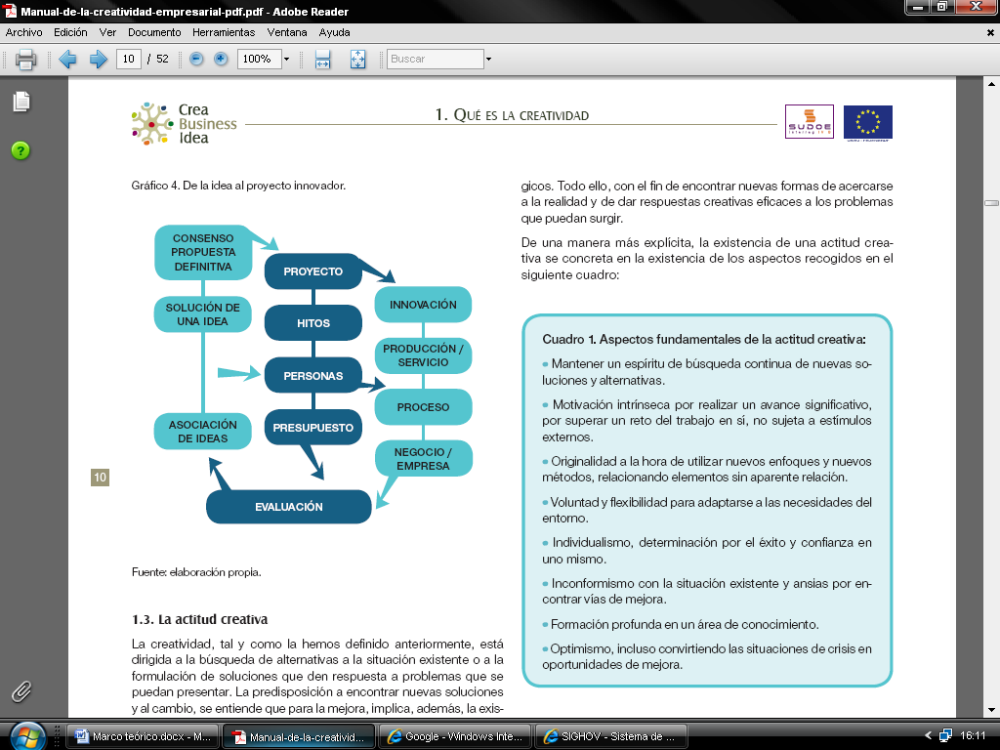 Manual-de-la-creatividad-empresarial-pdf.pdf - Adobe Reader
Archivo Edición Ver Documento Herramientas Ventana Ayuda
10 / 52 100% Buscar
Crea
Business
Idea
1. QUÉ ES LA CREATIVIDAD
SUDOE
Gráfico 4. De la idea al proyecto innovador.
CONSENSO
PROPUESTA
DEFINITIVA
SOLUCIÓN DE
UNA IDEA
ASOCIACIÓN
DE IDEAS
PROYECTO
HITOS
PERSONAS
PRESUPUESTO
INNOVACIÓN
PRODUCCIÓN /
SERVICIO
PROCESO
NEGOCIO /
EMPRESA
EVALUACIÓN
10
Fuente: elaboración propia.
1.3. La actitud creativa
La creatividad, tal y como la hemos definido anteriormente, está
dirigida a la búsqueda de alternativas a la situación existente o a la
formulación de soluciones que den respuesta a problemas que se
puedan presentar. La predisposición a encontrar nuevas soluciones
y al cambio, se entiende que para la mejora, implica, además, la exis-
gicos. Todo ello, con el fin de encontrar nuevas formas de acercarse
a la realidad y de dar respuestas creativas eficaces a los problemas
que puedan surgir.
De una manera más explícita, la existencia de una actitud crea-
tiva se concreta en la existencia de los aspectos recogidos en el
siguiente cuadro:
Cuadro 1. Aspectos fundamentales de la actitud creativa:
• Mantener un espíritu de búsqueda continua de nuevas so-
luciones y alternativas.
• Motivación intrínseca por realizar un avance significativo,
por superar un reto del trabajo en sí, no sujeta a estímulos
externos.
• Originalidad a la hora de utilizar nuevos enfoques y nuevos
métodos, relacionando elementos sin aparente relación.
• Voluntad y flexibilidad para adaptarse a las necesidades del
entorno.
• Individualismo, determinación por el éxito y confianza en
uno mismo.
• Inconformismo con la situación existente y ansias por en-
contrar vías de mejora.
• Formación profunda en un área de conocimiento.
• Optimismo, incluso convirtiendo las situaciones de crisis en
oportunidades de mejora.
Marco teórico.docx - M... Manual-de-la-creativid... Google - Windows Inte... SIGHOV - Sistema de ... 16:11